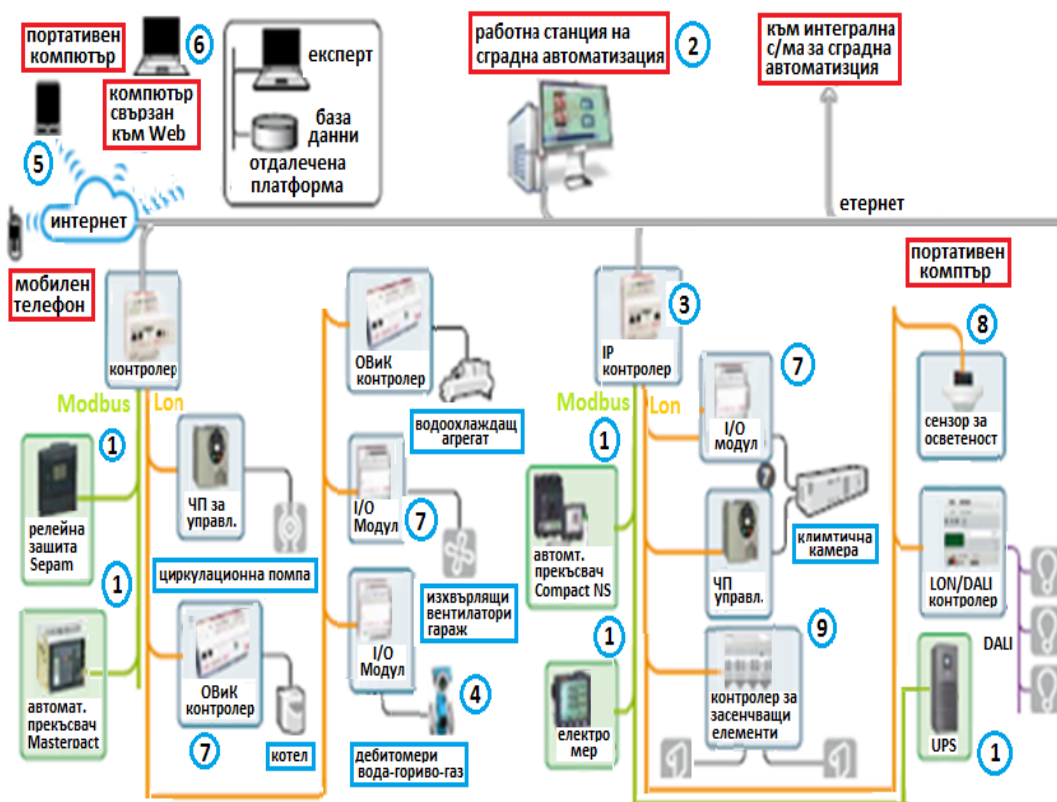 портативен
компютър
6
компютър
свързан
към Web
експерт
база
данни
отдалечена
платформа
работна станция на
сградна автоматизация
2
към интегрална
с/ма за сградна
автоматизция
5
интернет
етернет
мобилен
телефон
контролер
Modbus
Lon
1
релейна
защита
Sepam
1
автомат.
прекъсвач
Masterpact
ЧП за
управл.
циркулационна помпа
ОВиК
контролер
7
котел
ОВиК
контролер
водоохлаждащ
агрегат
I/O
Модул
7
изхвърлящи
вентилатори
гараж
I/O
Модул
4
дебитомери
вода-гориво-газ
3
IP
контролер
Modbus
Lon
1
автомт.
прекъсвач
Compact NS
1
електро
мер
7
I/O
модул
7
климтична
камера
ЧП
управл.
9
контролер за
засенчващи
елементи
портативен
комптър
8
сензор за
осветеност
LON/DALI
контролер
DALI
UPS
1